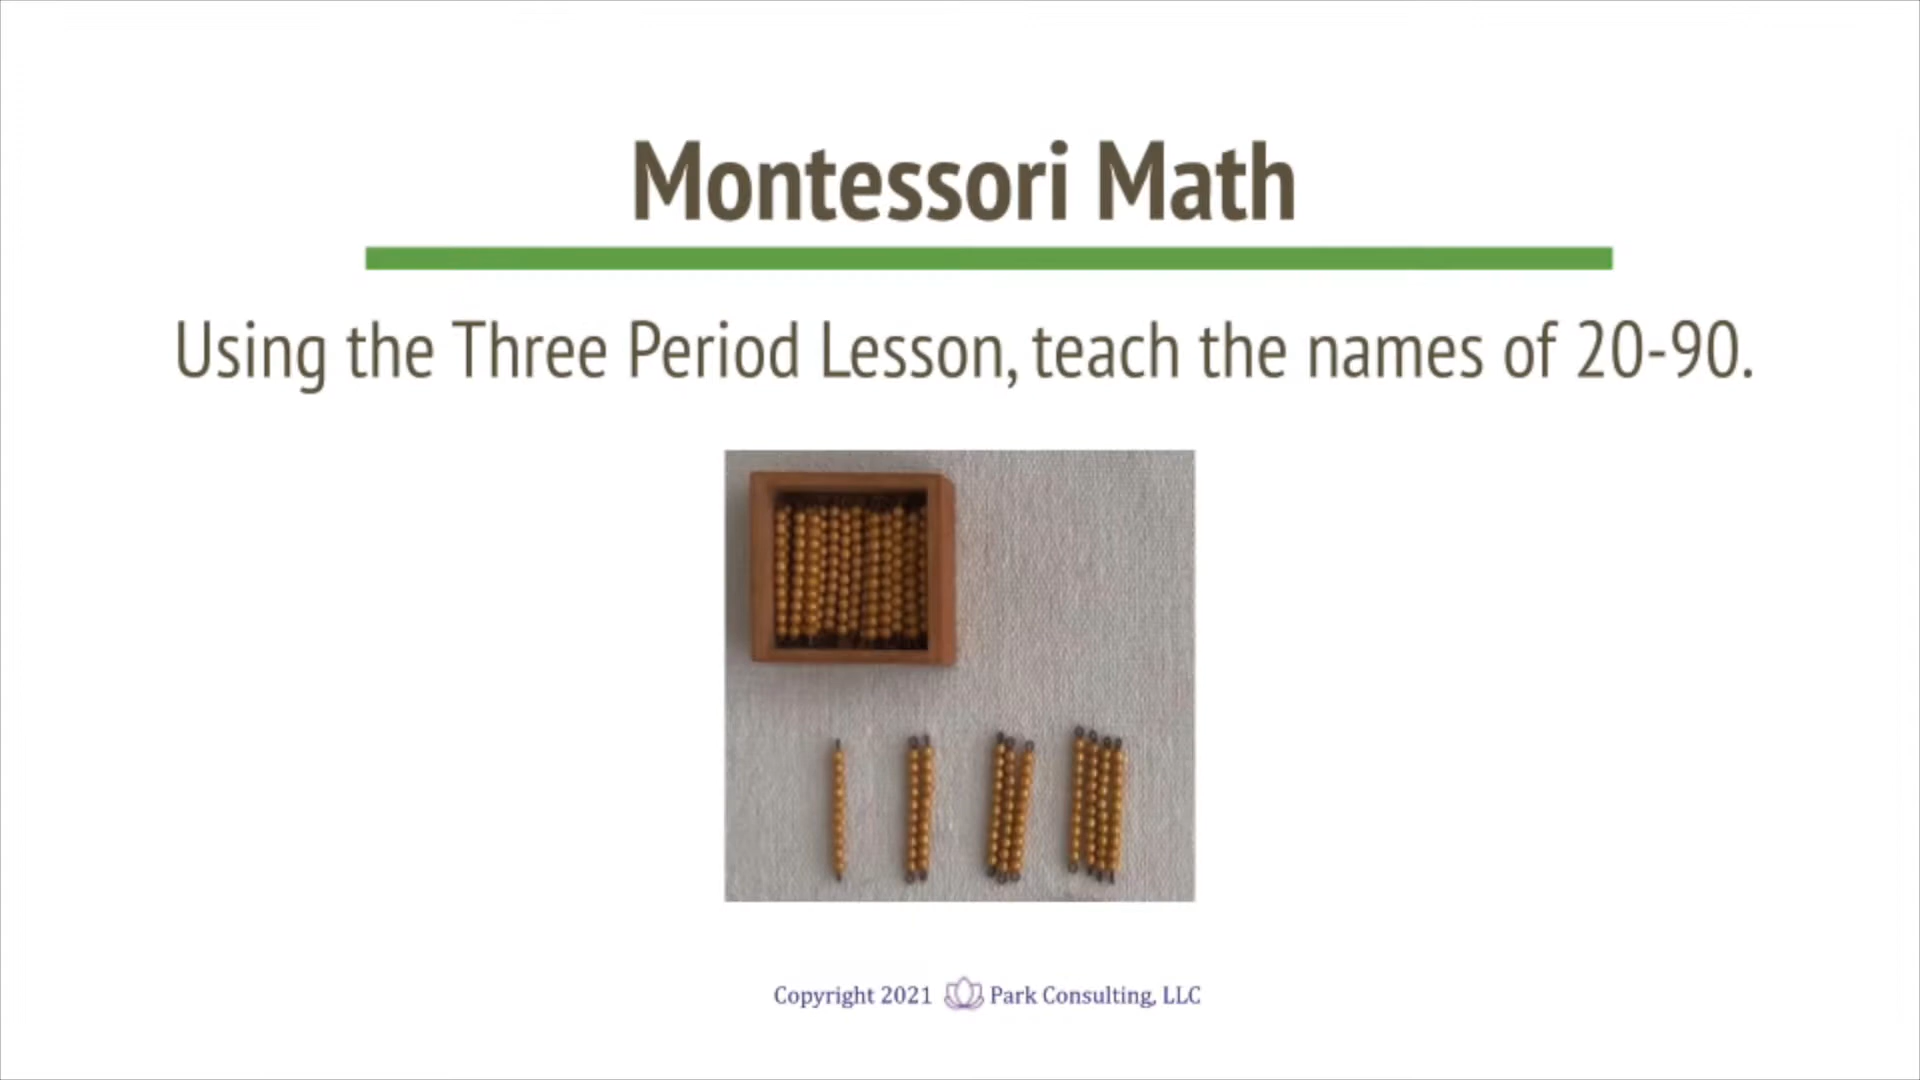 Montessori Math
Using the Three Period Lesson, teach the names of 20-90.
Copyright 2021 Park Consulting, LLC